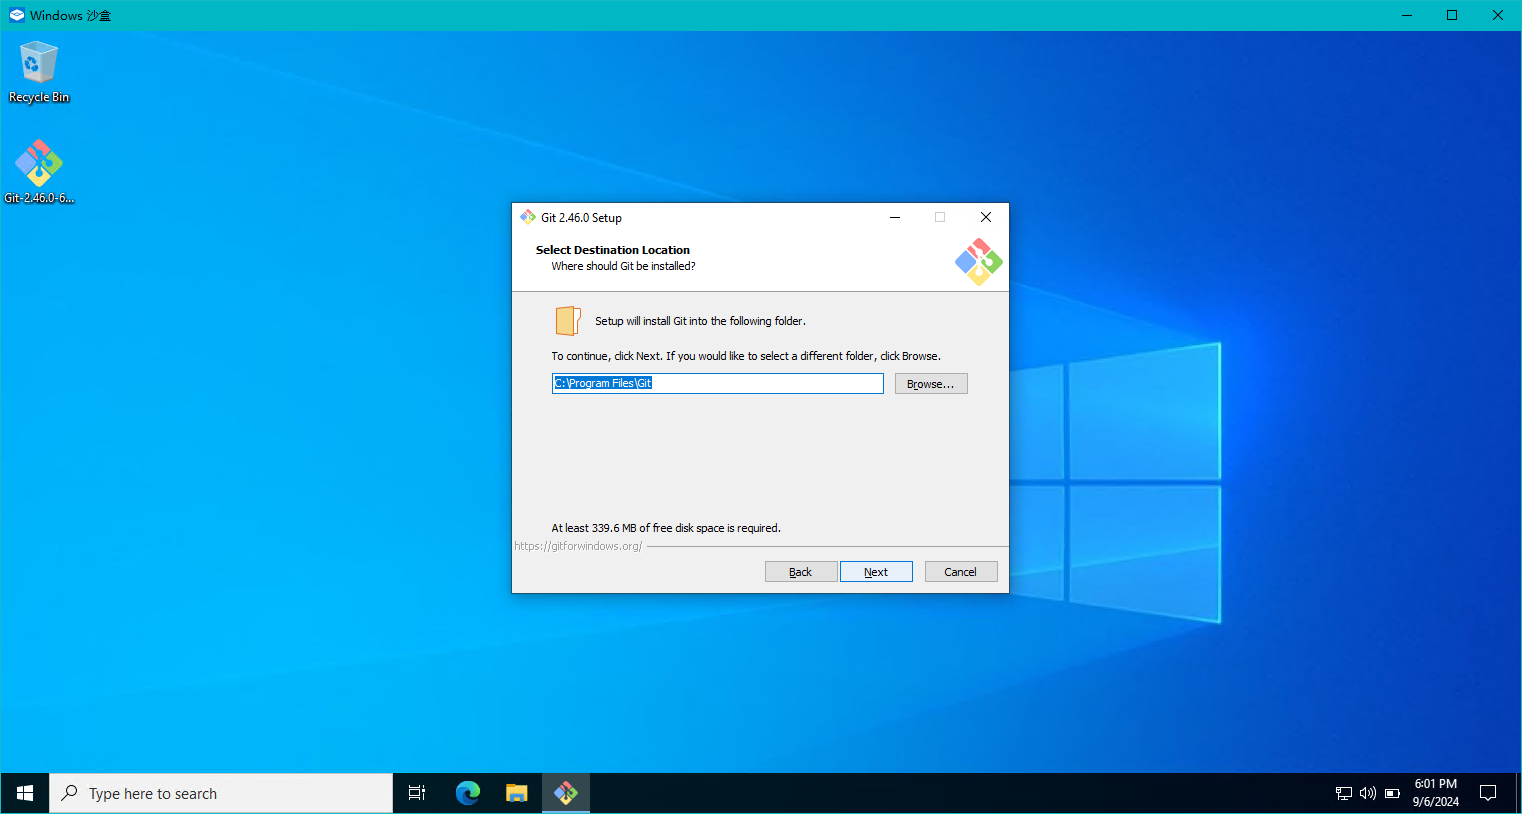 Windows 沙盒
Recycle Bin
Git-2.46.0-6...
Git 2.46.0 Setup
Select Destination Location
Where should Git be installed?
Setup will install Git into the following folder.
To continue, click Next. If you would like to select a different folder, click Browse.
C:\Program Files\Git
Browse...
At least 339.6 MB of free disk space is required.
https://gitforwindows.org/
Back
Next
Cancel
Type here to search
6:01 PM
9/6/2024